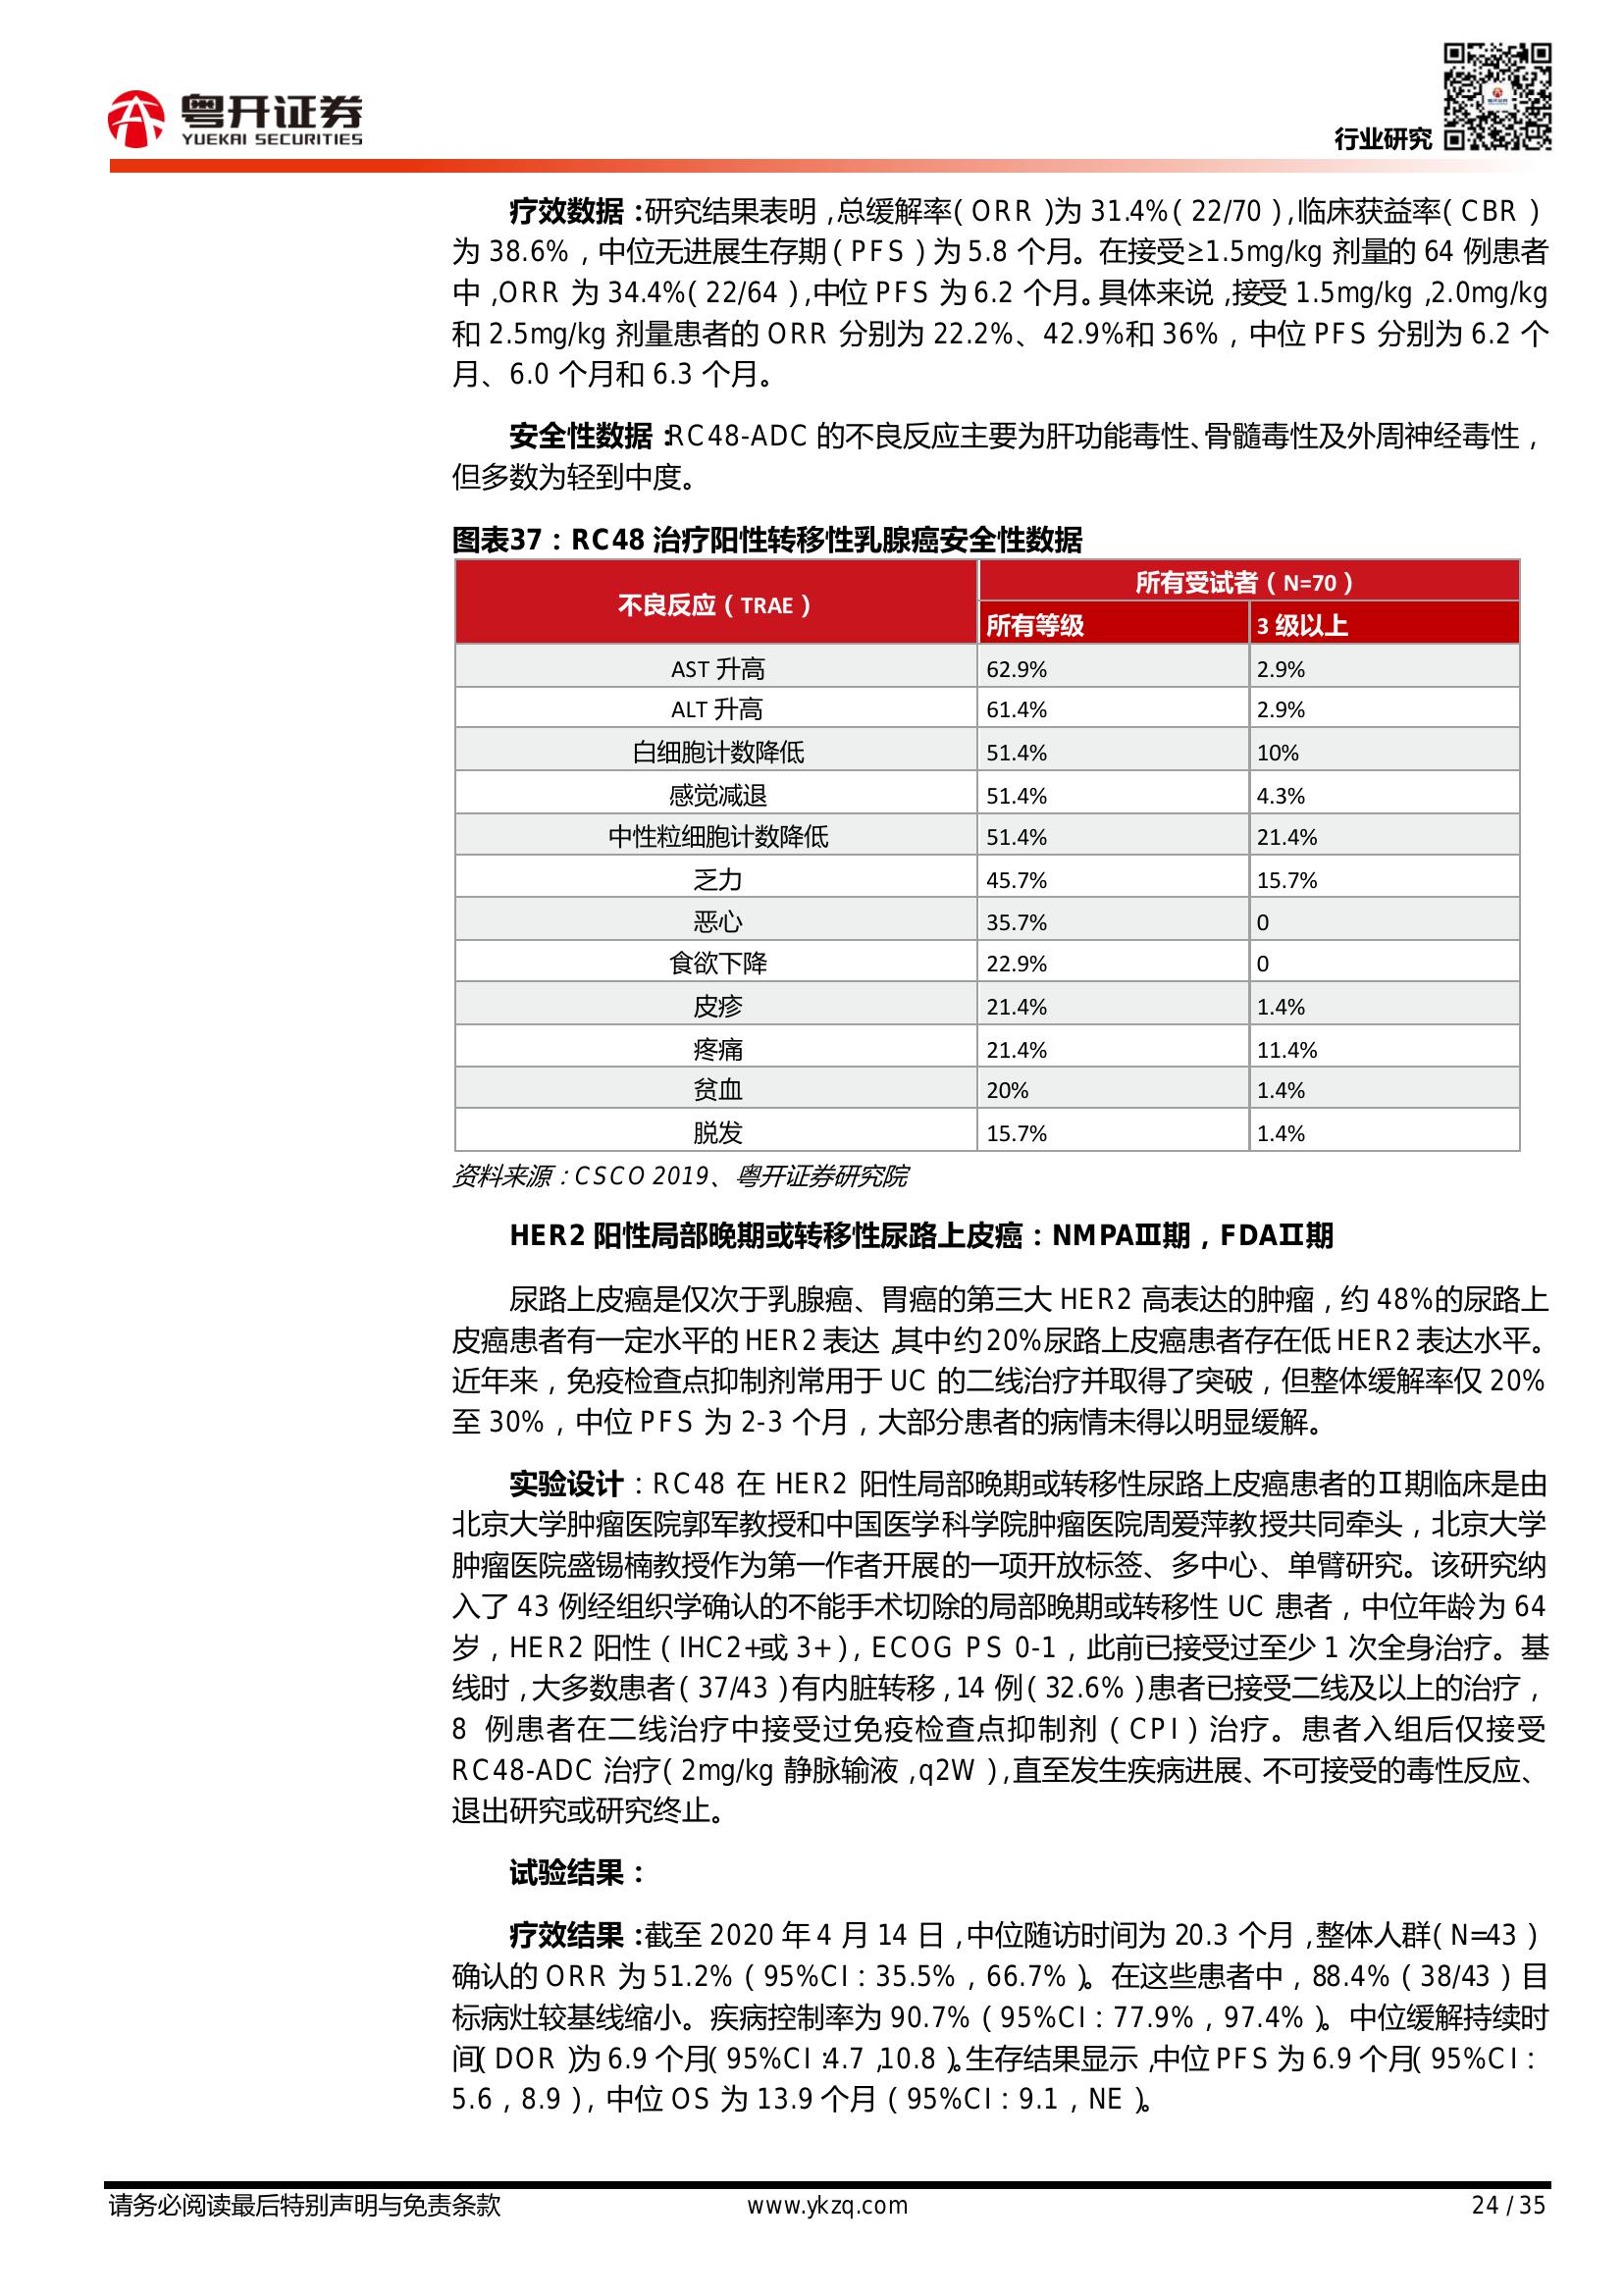 粤开证券
YUEKAI SECURITIES
行业研究
疗效数据：研究结果表明，总缓解率（ORR）为 31.4%（22/70），临床获益率（CBR）
为 38.6%，中位无进展生存期（PFS）为 5.8 个月。在接受≥1.5mg/kg 剂量的 64 例患者
中，ORR 为 34.4%（22/64），中位 PFS 为 6.2 个月。具体来说，接受 1.5mg/kg，2.0mg/kg
和 2.5mg/kg 剂量患者的 ORR 分别为 22.2%、42.9%和 36%，中位 PFS 分别为 6.2 个
月、6.0 个月和 6.3 个月。
安全性数据：RC48-ADC 的不良反应主要为肝功能毒性、骨髓毒性及外周神经毒性，
但多数为轻到中度。
图表37：RC48 治疗阳性转移性乳腺癌安全性数据
不良反应（TRAE） 所有受试者（N=70）
所有等级 3 级以上
AST 升高 62.9% 2.9%
ALT 升高 61.4% 2.9%
白细胞计数降低 51.4% 10%
感觉减退 51.4% 4.3%
中性粒细胞计数降低 51.4% 21.4%
乏力 45.7% 15.7%
恶心 35.7% 0
食欲下降 22.9% 0
皮疹 21.4% 1.4%
疼痛 21.4% 11.4%
贫血 20% 1.4%
脱发 15.7% 1.4%
资料来源：CSCO 2019、粤开证券研究院
HER2 阳性局部晚期或转移性尿路上皮癌：NMPAⅢ期，FDAⅡ期
尿路上皮癌是仅次于乳腺癌、胃癌的第三大 HER2 高表达的肿瘤，约 48%的尿路上
皮癌患者有一定水平的 HER2 表达，其中约 20%尿路上皮癌患者存在低 HER2 表达水平。
近年来，免疫检查点抑制剂常用于 UC 的二线治疗并取得了突破，但整体缓解率仅 20%
至 30%，中位 PFS 为 2-3 个月，大部分患者的病情未得以明显缓解。
实验设计：RC48 在 HER2 阳性局部晚期或转移性尿路上皮癌患者的Ⅱ期临床是由
北京大学肿瘤医院郭军教授和中国医学科学院肿瘤医院周爱萍教授共同牵头，北京大学
肿瘤医院盛锡楠教授作为第一作者开展的一项开放标签、多中心、单臂研究。该研究纳
入了 43 例经组织学确认的不能手术切除的局部晚期或转移性 UC 患者，中位年龄为 64
岁，HER2 阳性（IHC2+或 3+），ECOG PS 0-1，此前已接受过至少 1 次全身治疗。基
线时，大多数患者（37/43）有内脏转移，14 例（32.6%）患者已接受二线及以上的治疗，
8 例患者在二线治疗中接受过免疫检查点抑制剂（CPI）治疗。患者入组后仅接受
RC48-ADC 治疗（2mg/kg 静脉输液，q2W），直至发生疾病进展、不可接受的毒性反应、
退出研究或研究终止。
试验结果：
疗效结果：截至 2020 年 4 月 14 日，中位随访时间为 20.3 个月，整体人群（N=43）
确认的 ORR 为 51.2%（95%CI：35.5%，66.7%）。在这些患者中，88.4%（38/43）目
标病灶较基线缩小。疾病控制率为 90.7%（95%CI：77.9%，97.4%）。中位缓解持续时
间（DOR）为 6.9 个月（95%CI：4.7，10.8）。生存结果显示，中位 PFS 为 6.9 个月（95%CI：
5.6，8.9），中位 OS 为 13.9 个月（95%CI：9.1，NE）。
请务必阅读最后特别声明与免责条款 www.ykzq.com 24 / 35